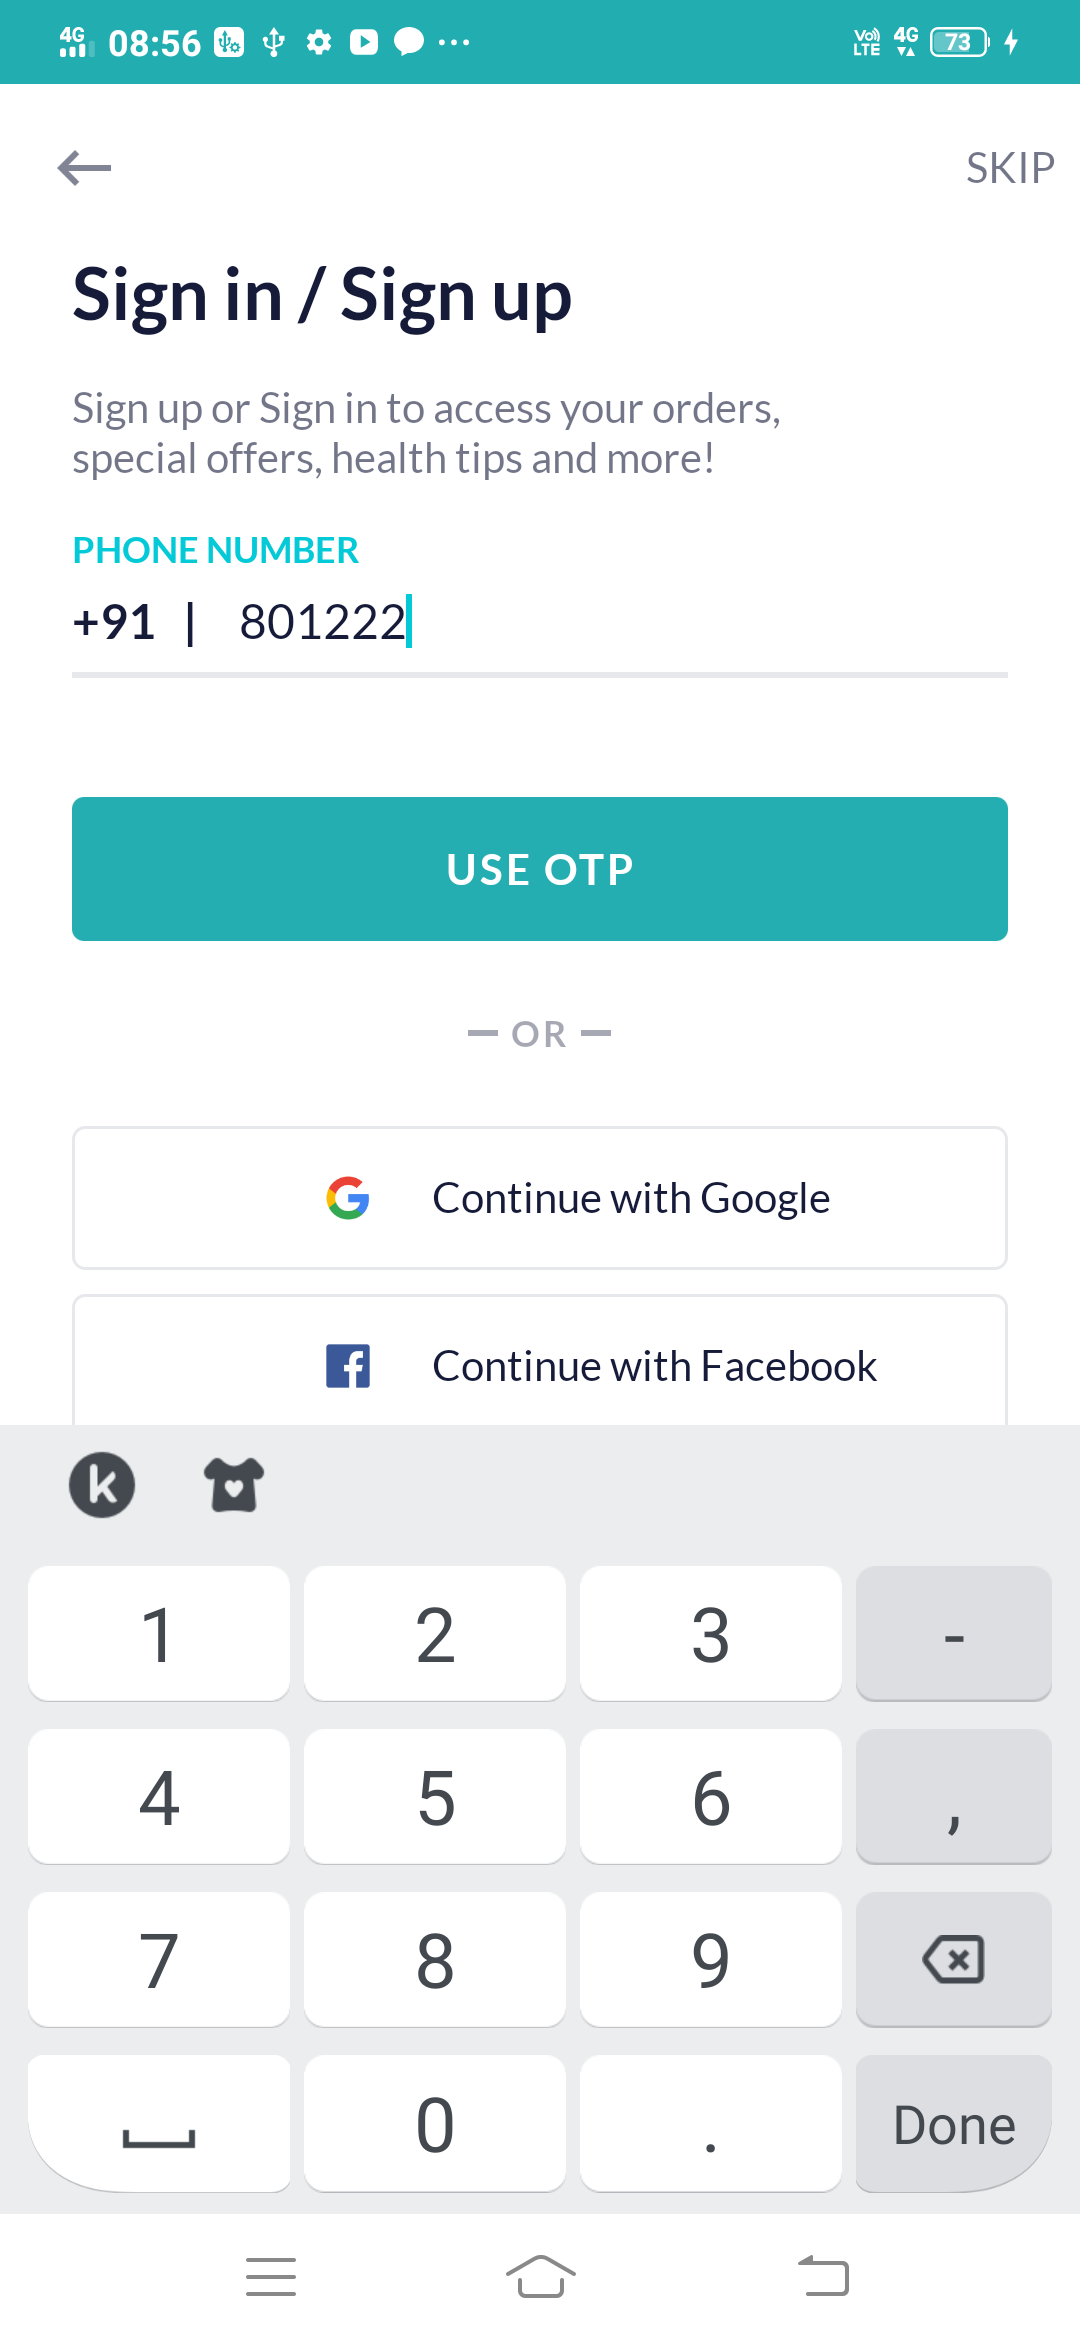 4G 08:56 VoLTE 4G 73
SKIP
Sign in / Sign up
Sign up or Sign in to access your orders,
special offers, health tips and more!
PHONE NUMBER
+91 | 801222
USE OTP
OR
Continue with Google
Continue with Facebook
k
1 2 3 -
4 5 6 ,
7 8 9
0 . Done